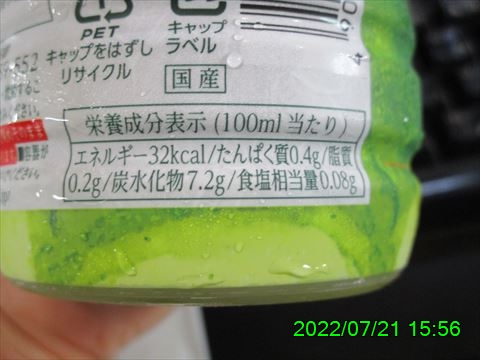 PET
キャップをはずし
リサイクル
キャップ
ラベル
国産
栄養成分表示(100ml当たり)
エネルギー32kcal/たんぱく質0.4g/脂質
0.2g/炭水化物7.2g/食塩相当量0.08g
2022/07/21 15:56